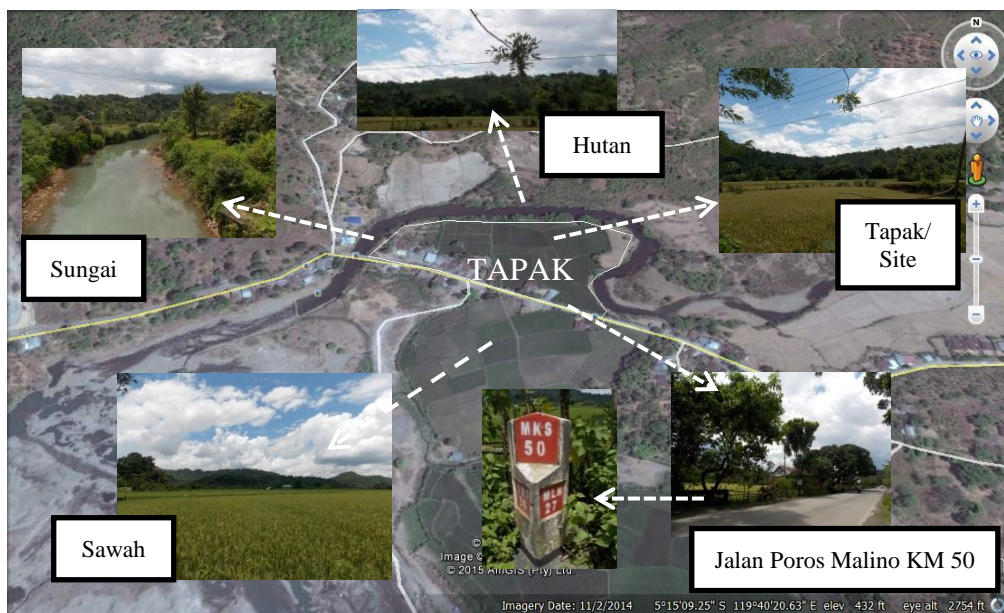 N
Hutan
Tapak/
Site
Sungai
TAPAK
MKS
50
MLN
27
Sawah
Jalan Poros Malino KM 50
Image ©
© 2015 AfriGIS (Pty) Ltd.
Imagery Date: 11/2/2014 5°15'09.25" S 119°40'20.63" E elev 432 ft eye alt 2754 ft